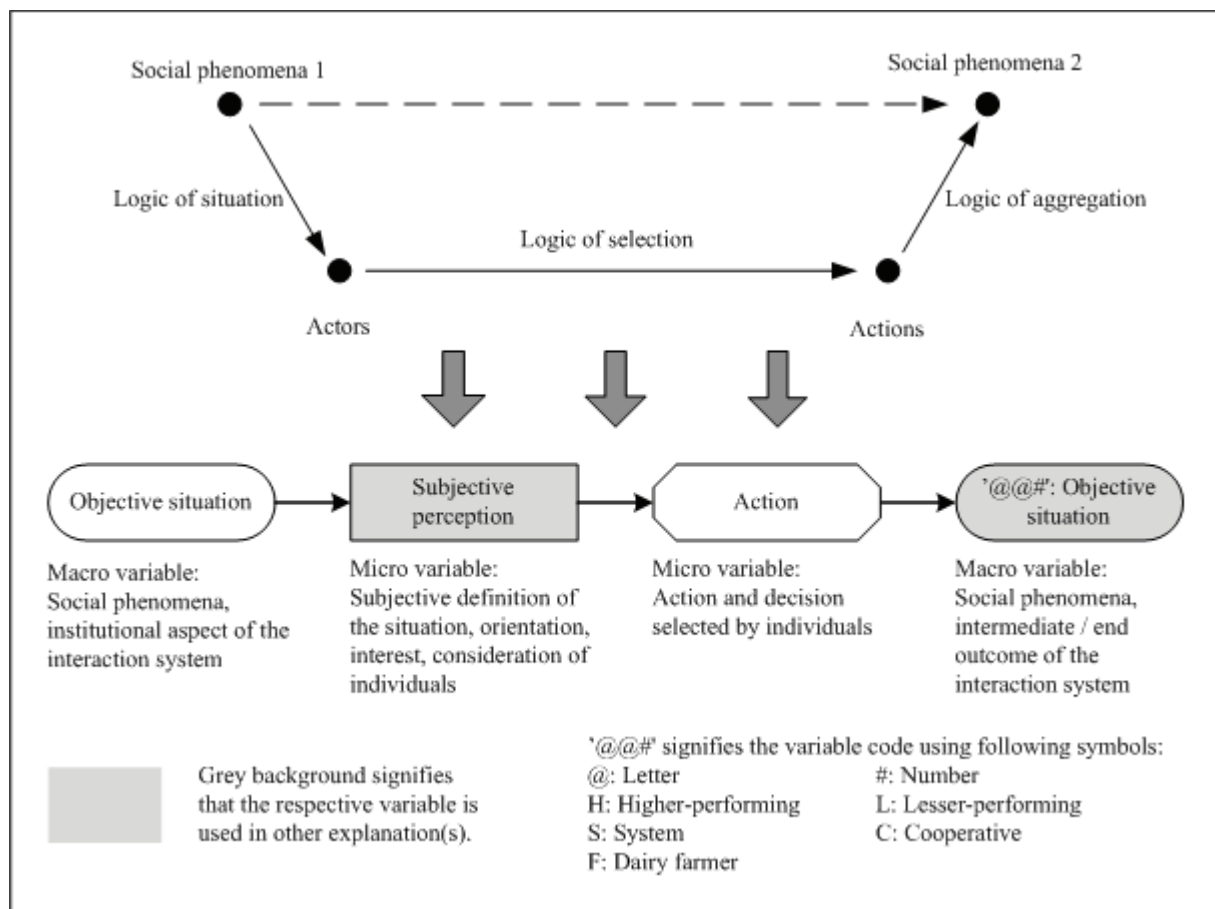 Social phenomena 1
Social phenomena 2
Logic of situation
Logic of aggregation
Logic of selection
Actors
Actions
Objective situation
Subjective
perception
Action
'@@#': Objective
situation
Macro variable:
Social phenomena,
institutional aspect of the
interaction system
Micro variable:
Subjective definition of
the situation, orientation,
interest, consideration of
individuals
Micro variable:
Action and decision
selected by individuals
Macro variable:
Social phenomena,
intermediate / end
outcome of the
interaction system
Grey background signifies
that the respective variable is
used in other explanation(s).
'@@#' signifies the variable code using following symbols:
@: Letter
#: Number
H: Higher-performing
L: Lesser-performing
S: System
C: Cooperative
F: Dairy farmer